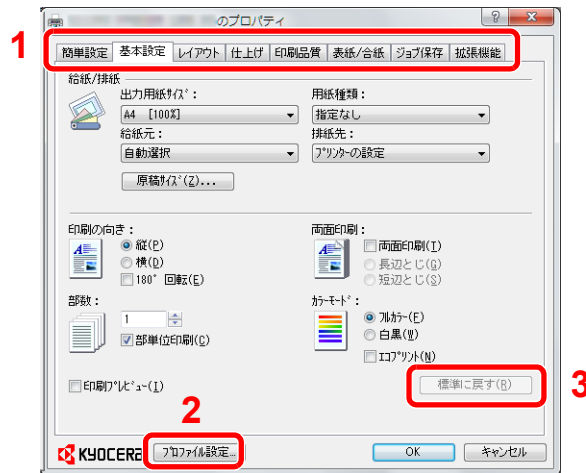 のプロパティ
1
簡単設定 基本設定 レイアウト 仕上げ 印刷品質 表紙/合紙 ジョブ保存 拡張機能
給紙/排紙
出力用紙ｻｲｽﾞ： 用紙種類：
A4 [100%] 指定なし
給紙元： 排紙先：
自動選択 ﾌﾟﾘﾝﾀｰの設定
原稿ｻｲｽﾞ(Z)...
印刷の向き： 両面印刷：
縦(P) 両面印刷(I)
横(D) 長辺とじ(G)
180° 回転(E) 短辺とじ(S)
部数： ｶﾗｰﾓｰﾄﾞ：
1 ﾌﾙｶﾗｰ(F)
部単位印刷(C) 白黒(W)
ｴｺﾌﾟﾘﾝﾄ(N)
印刷ﾌﾟﾚﾋﾞｭｰ(I) 標準に戻す(R) 3
2
KYOCERA ﾌﾟﾛﾌｧｲﾙ設定... OK キャンセル